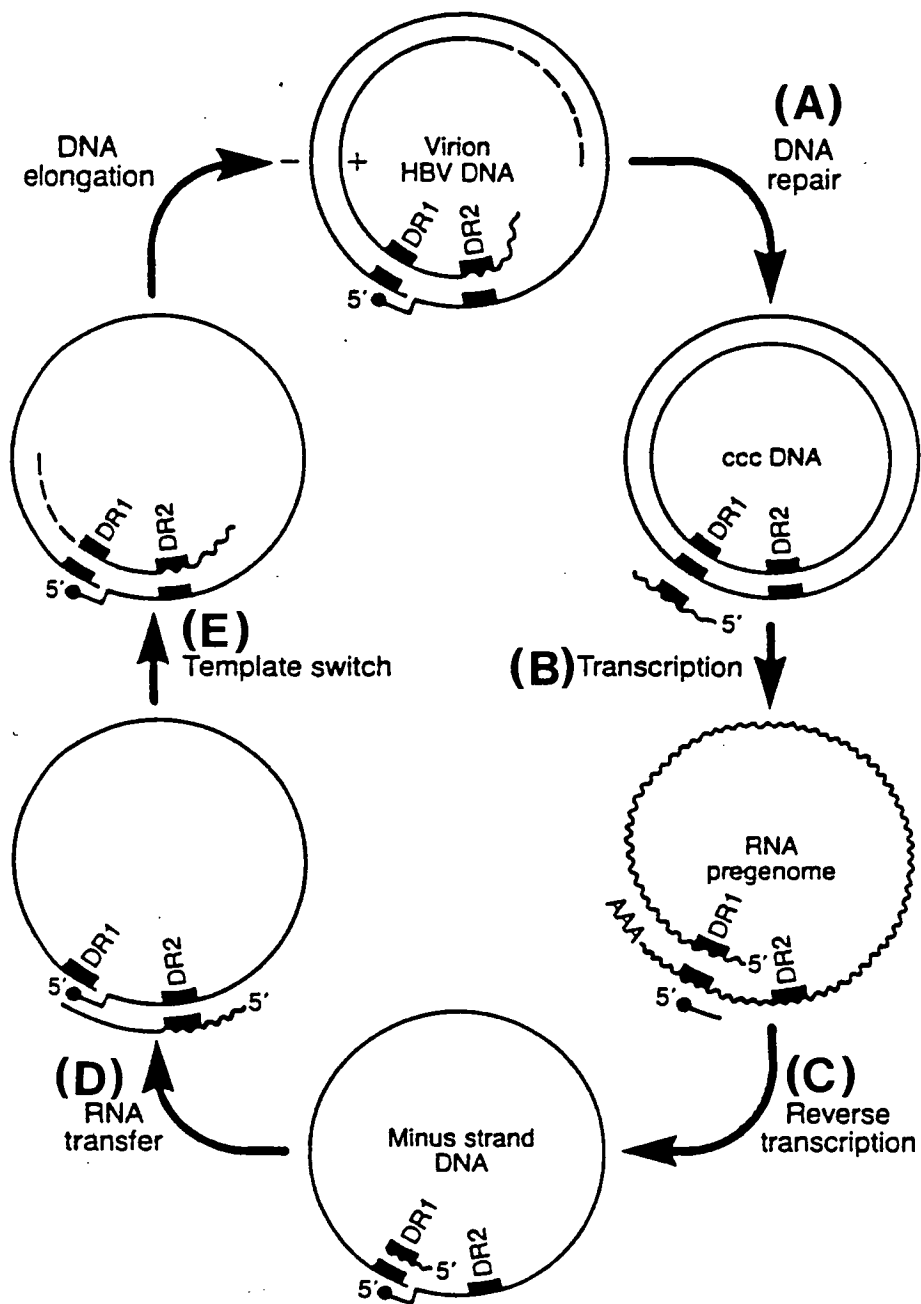 (A)
DNA
repair
DNA
elongation
−
+
Virion
HBV DNA
DR1
DR2
5′
ccc DNA
DR1
DR2
5′
(B) Transcription
RNA
pregenome
AAA
DR1
5′
DR2
5′
(C)
Reverse
transcription
Minus strand
DNA
DR1
5′
DR2
5′
(D)
RNA
transfer
DR1
DR2
5′
5′
(E)
Template switch
DR1
DR2
5′